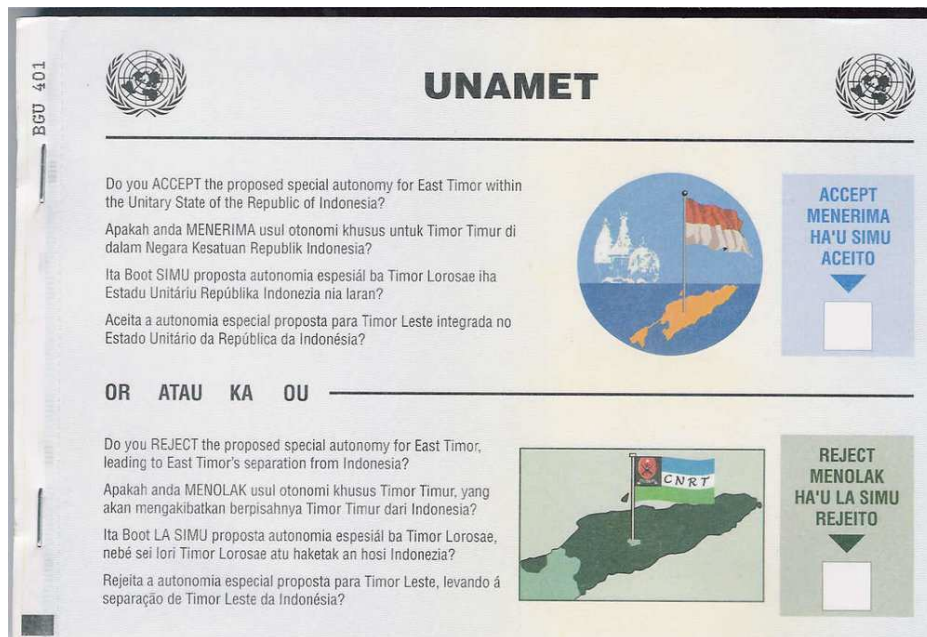 BGU 401
UNAMET
Do you ACCEPT the proposed special autonomy for East Timor within
the Unitary State of the Republic of Indonesia?
Apakah anda MENERIMA usul otonomi khusus untuk Timor Timur di
dalam Negara Kesatuan Republik Indonesia?
Ita Boot SIMU proposta autonomia espesiál ba Timor Lorosae iha
Estadu Unitáriu Repúblika Indonezia nia laran?
Aceita a autonomia especial proposta para Timor Leste integrada no
Estado Unitário da República da Indonésia?
ACCEPT
MENERIMA
HA'U SIMU
ACEITO
OR ATAU KA OU
Do you REJECT the proposed special autonomy for East Timor,
leading to East Timor's separation from Indonesia?
Apakah anda MENOLAK usul otonomi khusus Timor Timur, yang
akan mengakibatkan berpisahnya Timor Timur dari Indonesia?
Ita Boot LA SIMU proposta autonomia espesiál ba Timor Lorosae,
nebé sei lori Timor Lorosae atu haketak an hosi Indonezia?
Rejeita a autonomia especial proposta para Timor Leste, levando á
separação de Timor Leste da Indonésia?
CNRT
REJECT
MENOLAK
HA'U LA SIMU
REJEITO